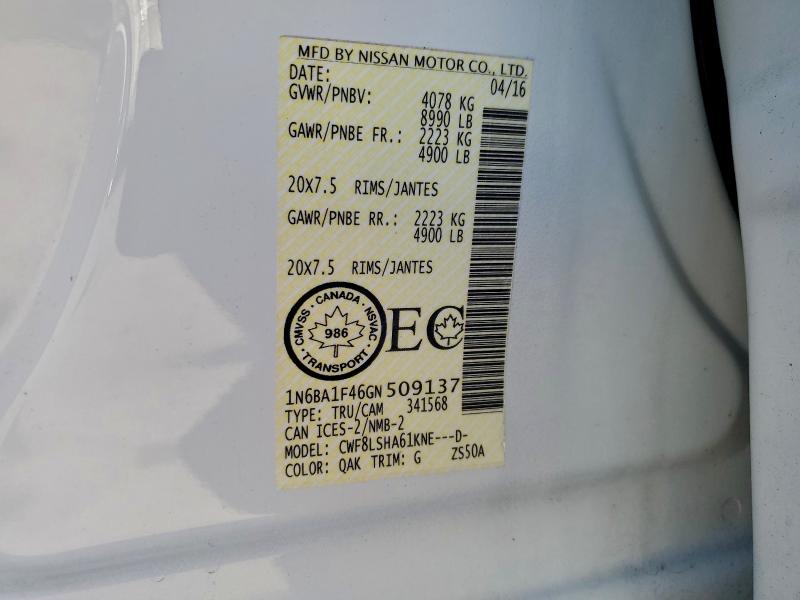 MFD BY NISSAN MOTOR CO., LTD.
DATE: 04/16
GVWR/PNBV: 4078 KG
8990 LB
GAWR/PNBE FR.: 2223 KG
4900 LB
20X7.5 RIMS/JANTES
GAWR/PNBE RR.: 2223 KG
4900 LB
20X7.5 RIMS/JANTES
CMVSS · CANADA · NSVAC
986
· TRANSPORT ·
EC
1N6BA1F46GN509137
TYPE: TRU/CAM 341568
CAN ICES-2/NMB-2
MODEL: CWF8LSHA61KNE---D-
COLOR: QAK TRIM: G ZS50A